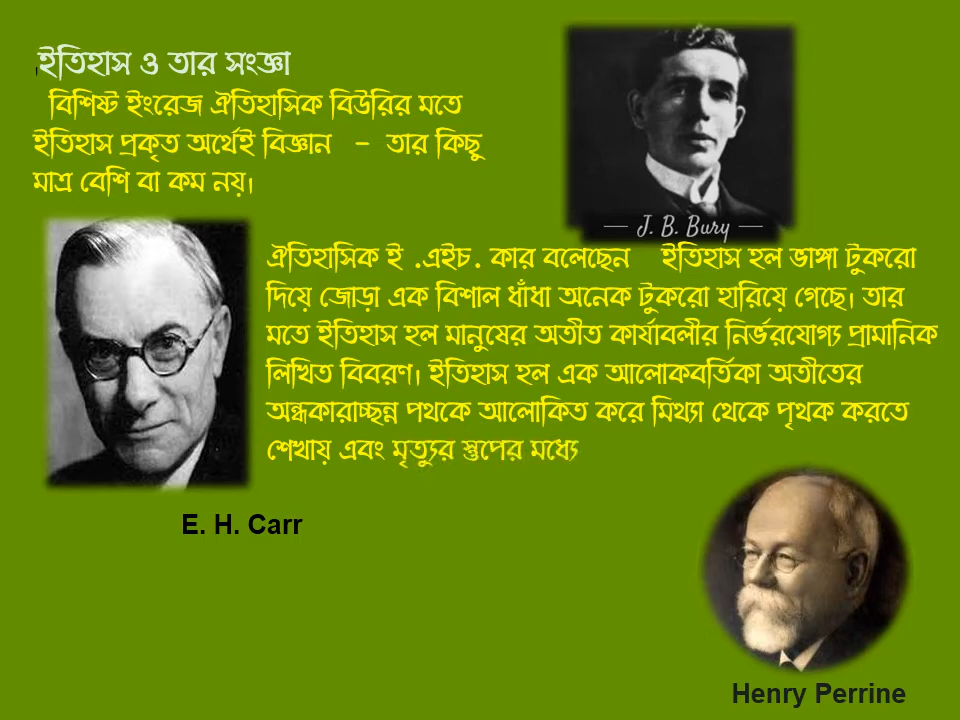 ইতিহাস ও তার সংজ্ঞা
বিশিষ্ট ইংরেজ ঐতিহাসিক বিউরির মতে
ইতিহাস প্রকৃত অর্থেই বিজ্ঞান – তার কিছু
মাত্র বেশি বা কম নয়।
— J. B. Bury —
ঐতিহাসিক ই .এইচ. কার বলেছেন ইতিহাস হল ভাঙ্গা টুকরো
দিয়ে জোড়া এক বিশাল ধাঁধা অনেক টুকরো হারিয়ে গেছে। তার
মতে ইতিহাস হল মানুষের অতীত কার্যাবলীর নির্ভরযোগ্য প্রামানিক
লিখিত বিবরণ। ইতিহাস হল এক আলোকবর্তিকা অতীতের
অন্ধকারাচ্ছন্ন পথকে আলোকিত করে মিথ্যা থেকে পৃথক করতে
শেখায় এবং মৃত্যুর স্তুপের মধ্যে
E. H. Carr
Henry Perrine